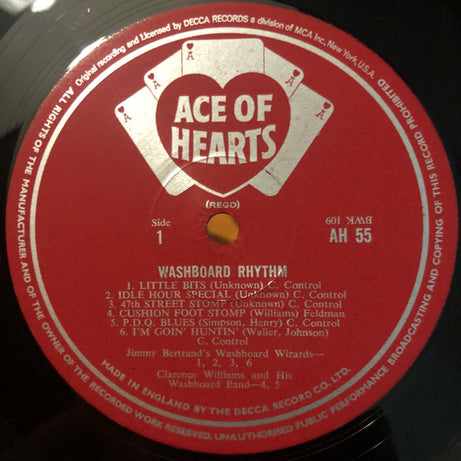 Original recording and Licensed by DECCA RECORDS a division of MCA Inc, New York, U.S.A.
ALL RIGHTS OF THE MANUFACTURER AND OF THE OWNER OF THE RECORDED WORK RESERVED. UNAUTHORISED PUBLIC PERFORMANCE BROADCASTING AND COPYING OF THIS RECORD PROHIBITED
A
A
A
A
ACE OF
HEARTS
(REGD)
Side
1
BWK 109
AH 55
WASHBOARD RHYTHM
1. LITTLE BITS (Unknown) C. Control
2. IDLE HOUR SPECIAL (Unknown) C. Control
3. 47th STREET STOMP (Unknown) C. Control
4. CUSHION FOOT STOMP (Williams) Feldman
5. P.D.Q. BLUES (Simpson, Henry) C. Control
6. I'M GOIN' HUNTIN' (Waller, Johnson)
C. Control
Jimmy Bertrand's Washboard Wizards—
1, 2, 3, 6
Clarence Williams and His
Washboard Band—4, 5
MADE IN ENGLAND BY THE DECCA RECORD CO. LTD.